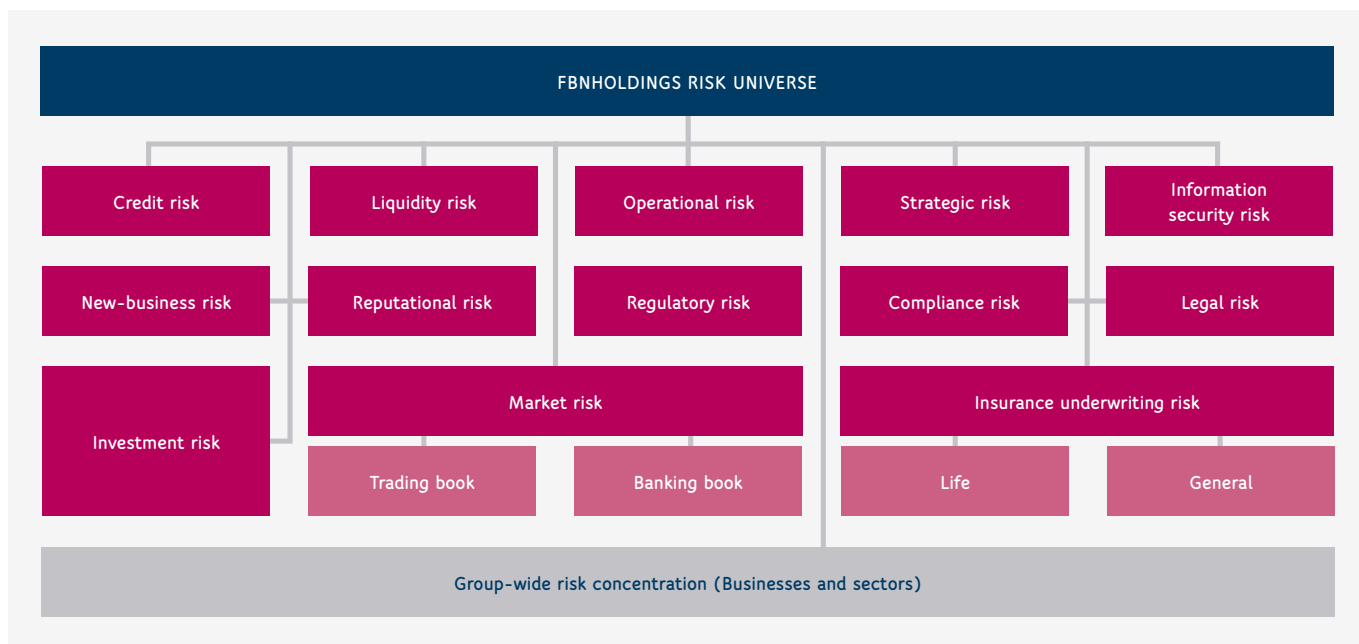 FBNHOLDINGS RISK UNIVERSE
Credit risk
Liquidity risk
Operational risk
Strategic risk
Information
security risk
New-business risk
Reputational risk
Regulatory risk
Compliance risk
Legal risk
Investment risk
Market risk
Insurance underwriting risk
Trading book
Banking book
Life
General
Group-wide risk concentration (Businesses and sectors)